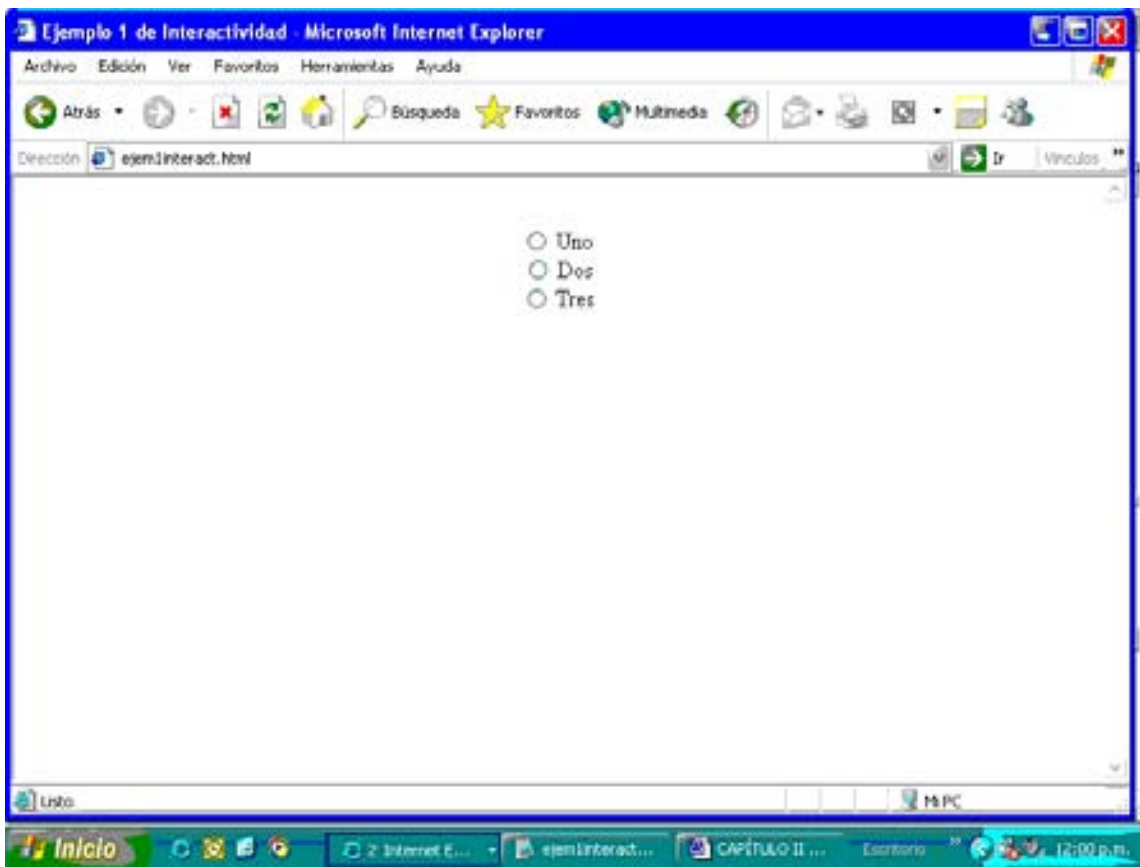 Ejemplo 1 de Interactividad - Microsoft Internet Explorer
Archivo Edición Ver Favoritos Herramientas Ayuda
Atrás Búsqueda Favoritos Multimedia
Dirección ejem1interact.html Ir Vínculos »
Uno
Dos
Tres
Listo Mi PC
Inicio 2 Internet E... ejem1interact... CAPÍTULO II ... Escritorio » 12:00 p.m.